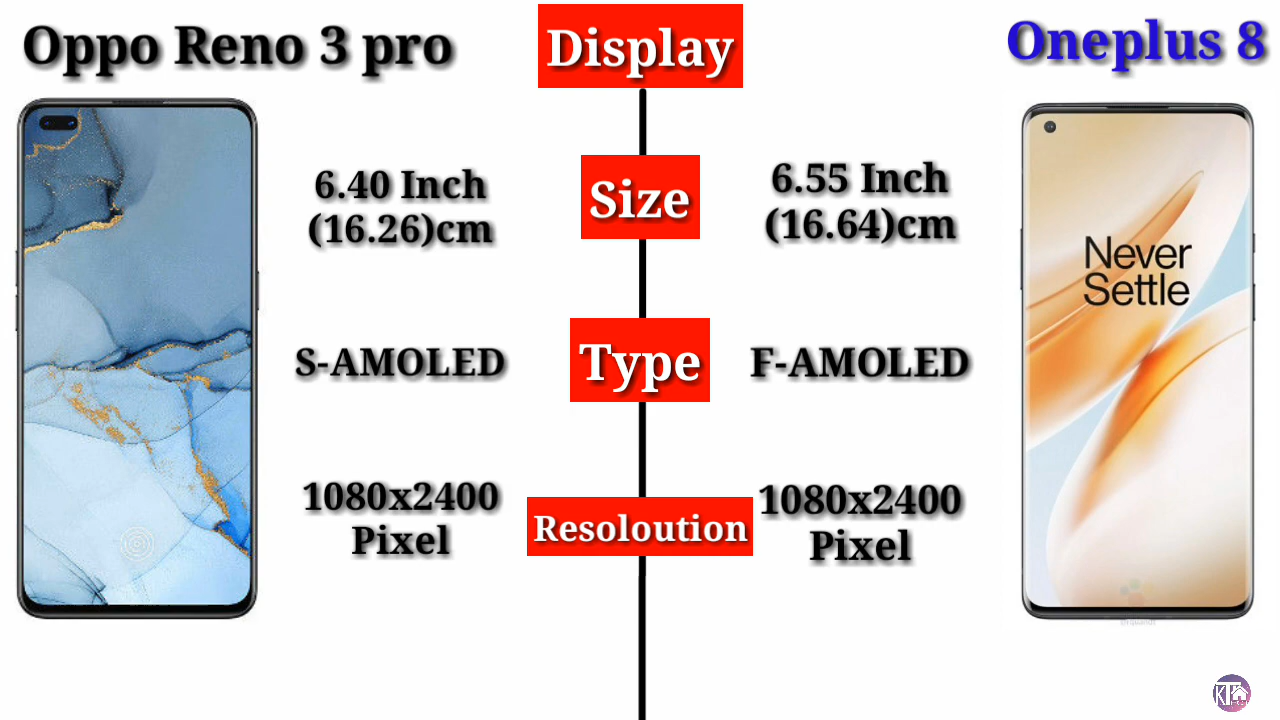 Oppo Reno 3 pro
Display
Oneplus 8
6.40 Inch
(16.26)cm
Size
6.55 Inch
(16.64)cm
Never
Settle
S-AMOLED
Type
F-AMOLED
1080x2400
Pixel
Resoloution
1080x2400
Pixel